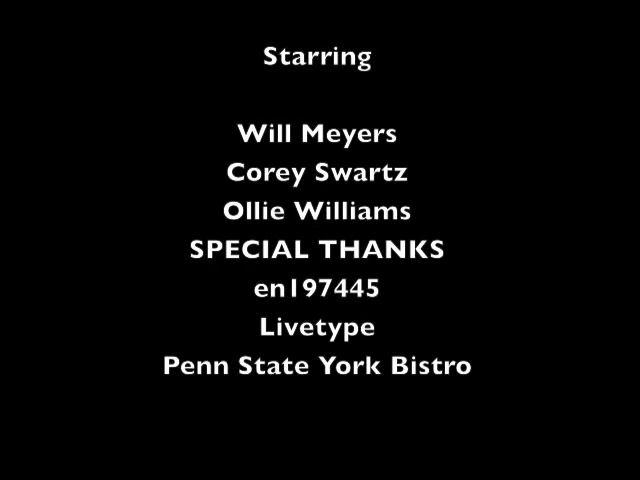 Starring
Will Meyers
Corey Swartz
Ollie Williams
SPECIAL THANKS
en197445
Livetype
Penn State York Bistro